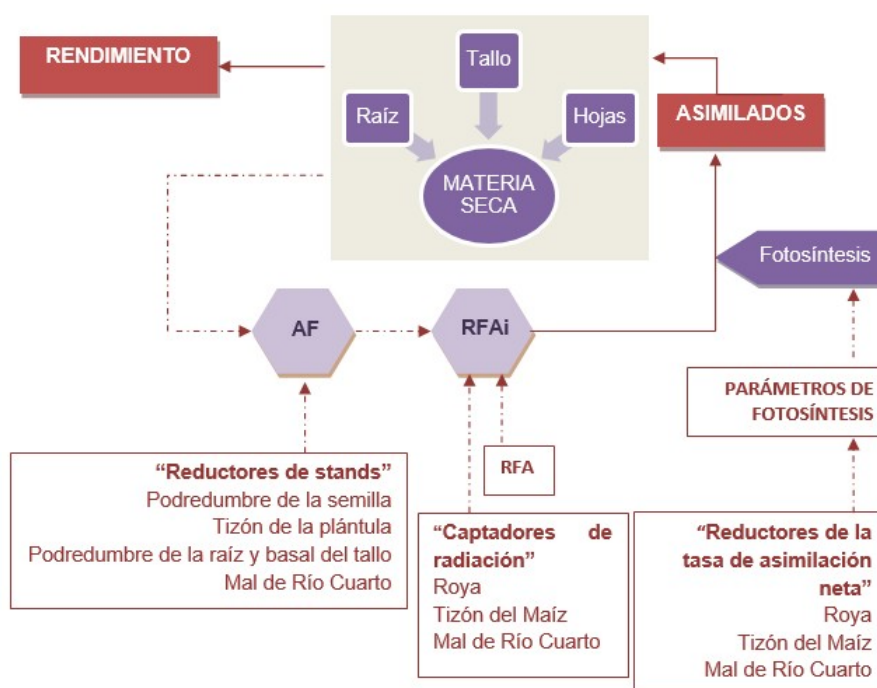 RENDIMIENTO
Tallo
Raíz
Hojas
ASIMILADOS
MATERIA
SECA
Fotosíntesis
AF
RFAi
PARÁMETROS DE
FOTOSÍNTESIS
RFA
“Reductores de stands”
Podredumbre de la semilla
Tizón de la plántula
Podredumbre de la raíz y basal del tallo
Mal de Río Cuarto
“Captadores de
radiación”
Roya
Tizón del Maíz
Mal de Río Cuarto
“Reductores de la
tasa de asimilación
neta”
Roya
Tizón del Maíz
Mal de Río Cuarto